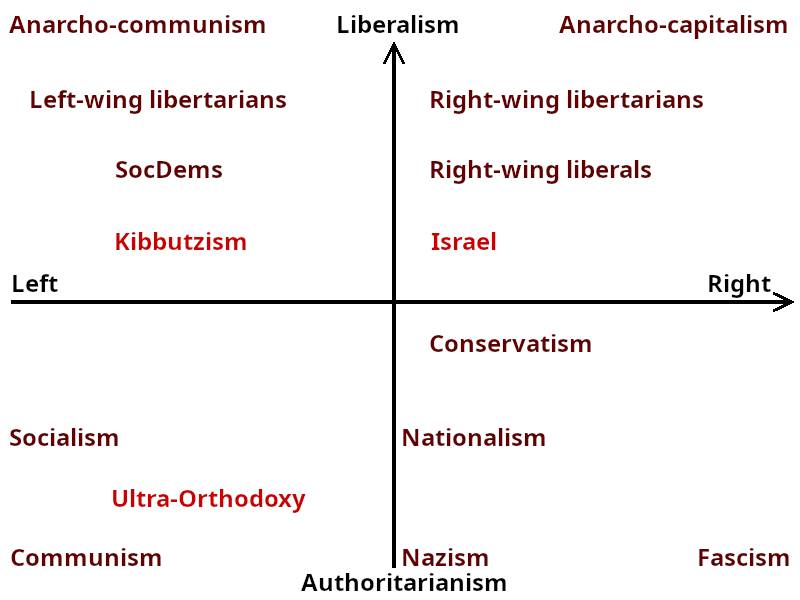 Anarcho-communism
Liberalism
Anarcho-capitalism
Left-wing libertarians
Right-wing libertarians
SocDems
Right-wing liberals
Kibbutzism
Israel
Left
Right
Conservatism
Socialism
Nationalism
Ultra-Orthodoxy
Communism
Nazism
Fascism
Authoritarianism